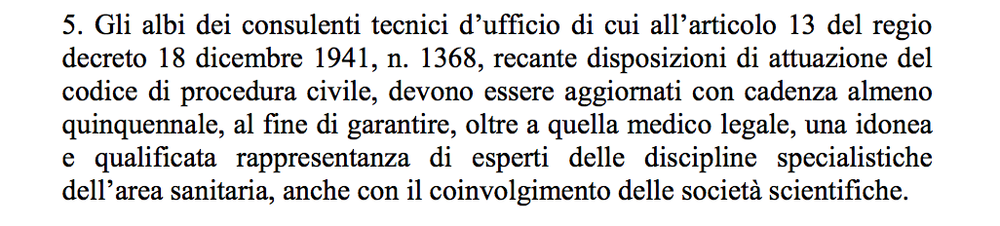 5. Gli albi dei consulenti tecnici d’ufficio di cui all’articolo 13 del regio
decreto 18 dicembre 1941, n. 1368, recante disposizioni di attuazione del
codice di procedura civile, devono essere aggiornati con cadenza almeno
quinquennale, al fine di garantire, oltre a quella medico legale, una idonea
e qualificata rappresentanza di esperti delle discipline specialistiche
dell’area sanitaria, anche con il coinvolgimento delle società scientifiche.